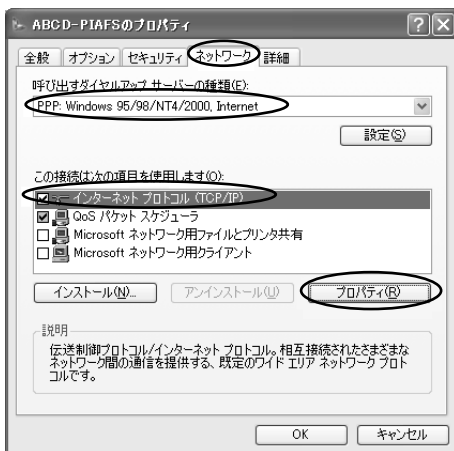 ABCD-PIAFSのプロパティ
全般 オプション セキュリティ ネットワーク 詳細
呼び出すダイヤルアップ サーバーの種類(E):
PPP: Windows 95/98/NT4/2000, Internet
設定(S)
この接続は次の項目を使用します(O):
インターネット プロトコル (TCP/IP)
QoS パケット スケジューラ
Microsoft ネットワーク用ファイルとプリンタ共有
Microsoft ネットワーク用クライアント
インストール(N)... アンインストール(U) プロパティ(R)
説明
伝送制御プロトコル/インターネット プロトコル。相互接続されたさまざまな
ネットワーク間の通信を提供する、既定のワイド エリア ネットワーク プロト
コルです。
OK キャンセル